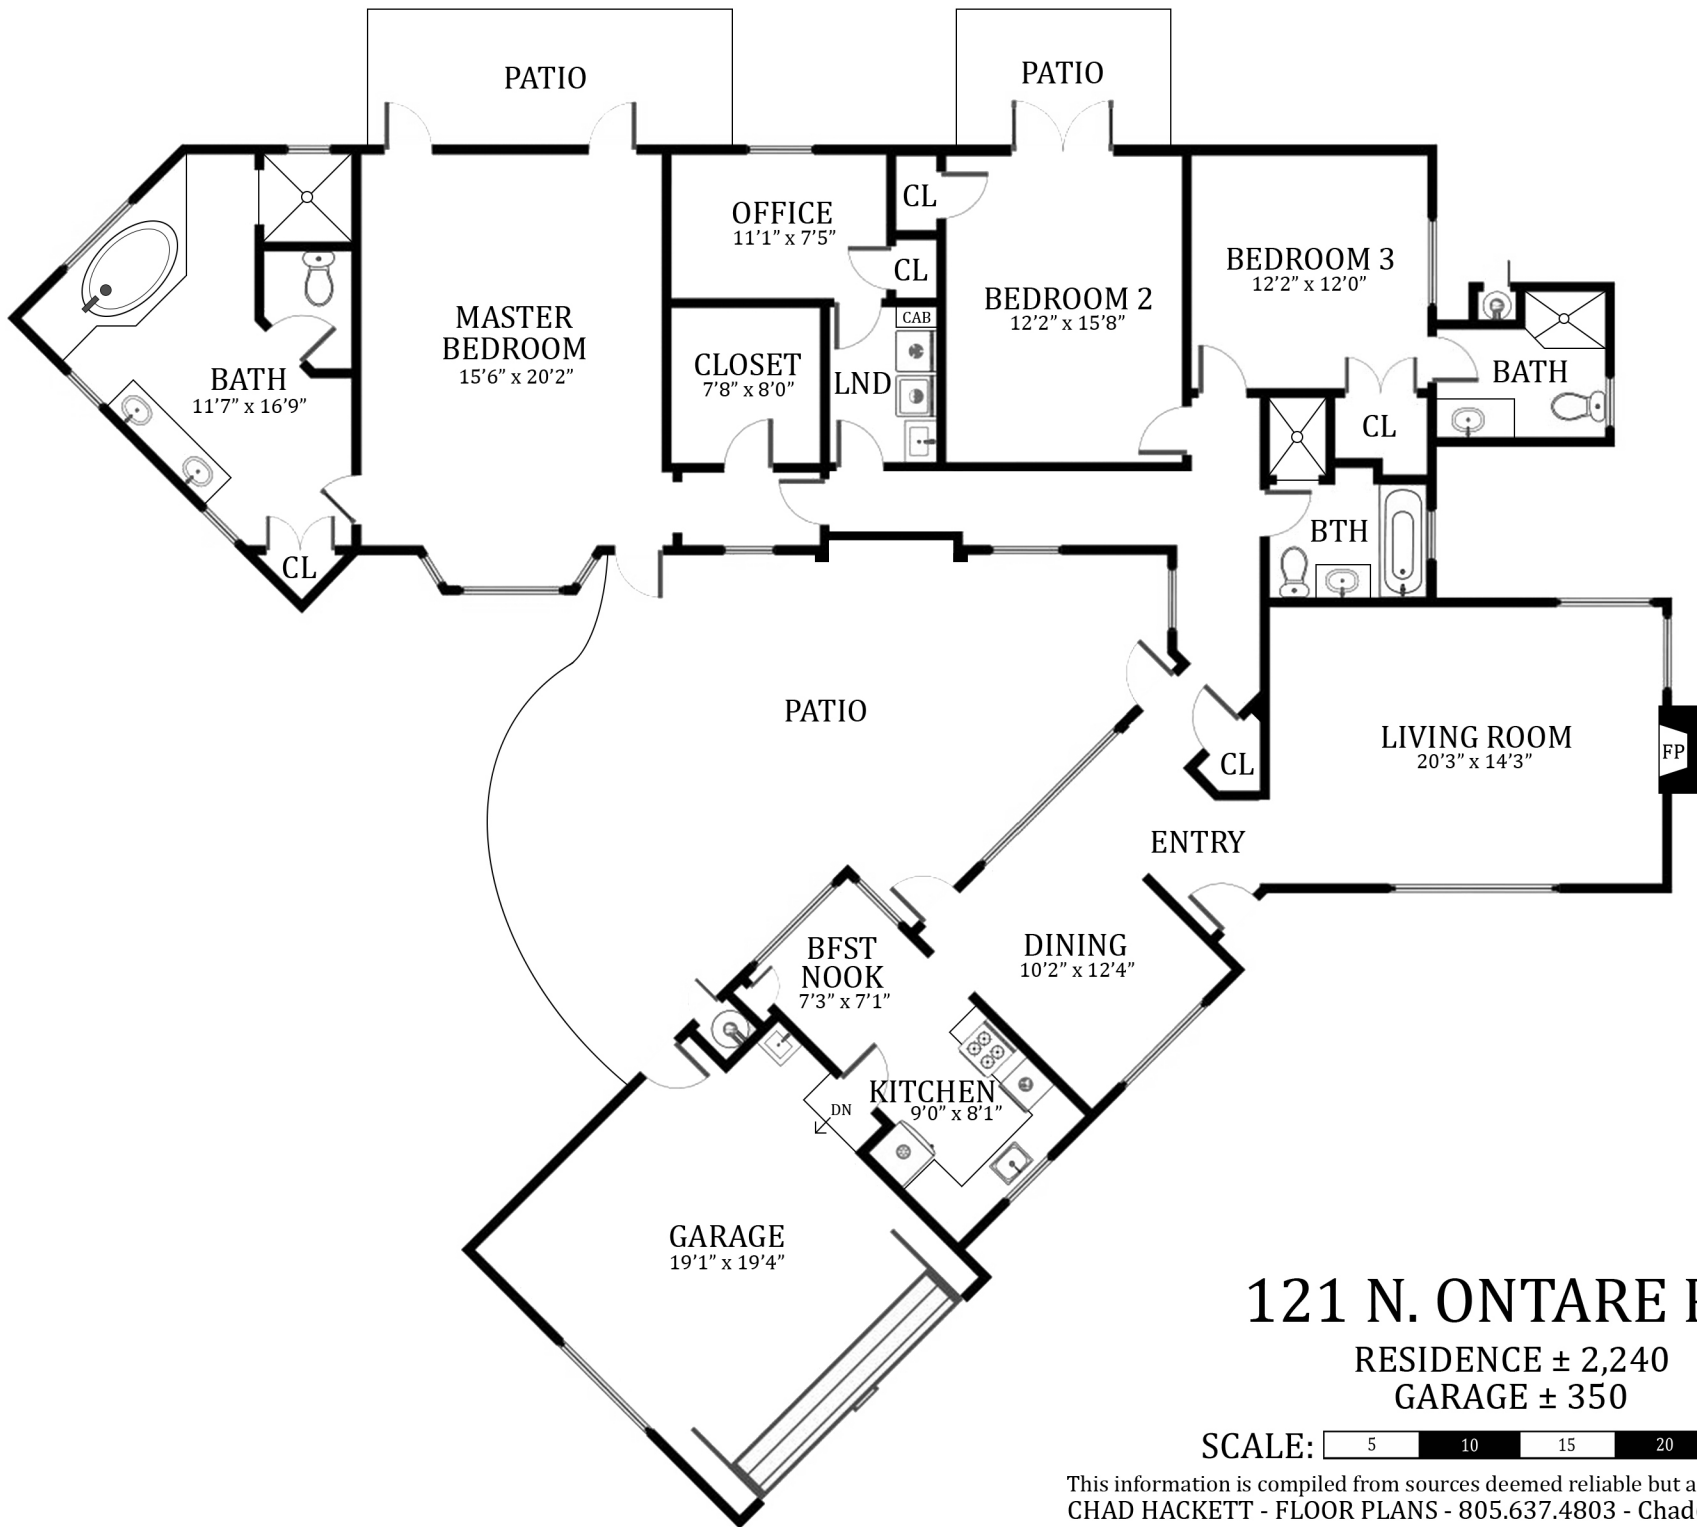 PATIO
PATIO
CL
OFFICE
11'1" x 7'5"
CL
BEDROOM 3
12'2" x 12'0"
BEDROOM 2
12'2" x 15'8"
MASTER
BEDROOM
15'6" x 20'2"
CAB
CLOSET
7'8" x 8'0"
LND
BATH
11'7" x 16'9"
BATH
CL
BTH
CL
PATIO
LIVING ROOM
20'3" x 14'3"
FP
CL
ENTRY
DINING
10'2" x 12'4"
BFST
NOOK
7'3" x 7'1"
KITCHEN
9'0" x 8'1"
DN
GARAGE
19'1" x 19'4"
121 N. ONTARE
RESIDENCE ± 2,240
GARAGE ± 350
SCALE: 5 10 15 20
This information is compiled from sources deemed reliable but a
CHAD HACKETT - FLOOR PLANS - 805.637.4803 - Chad